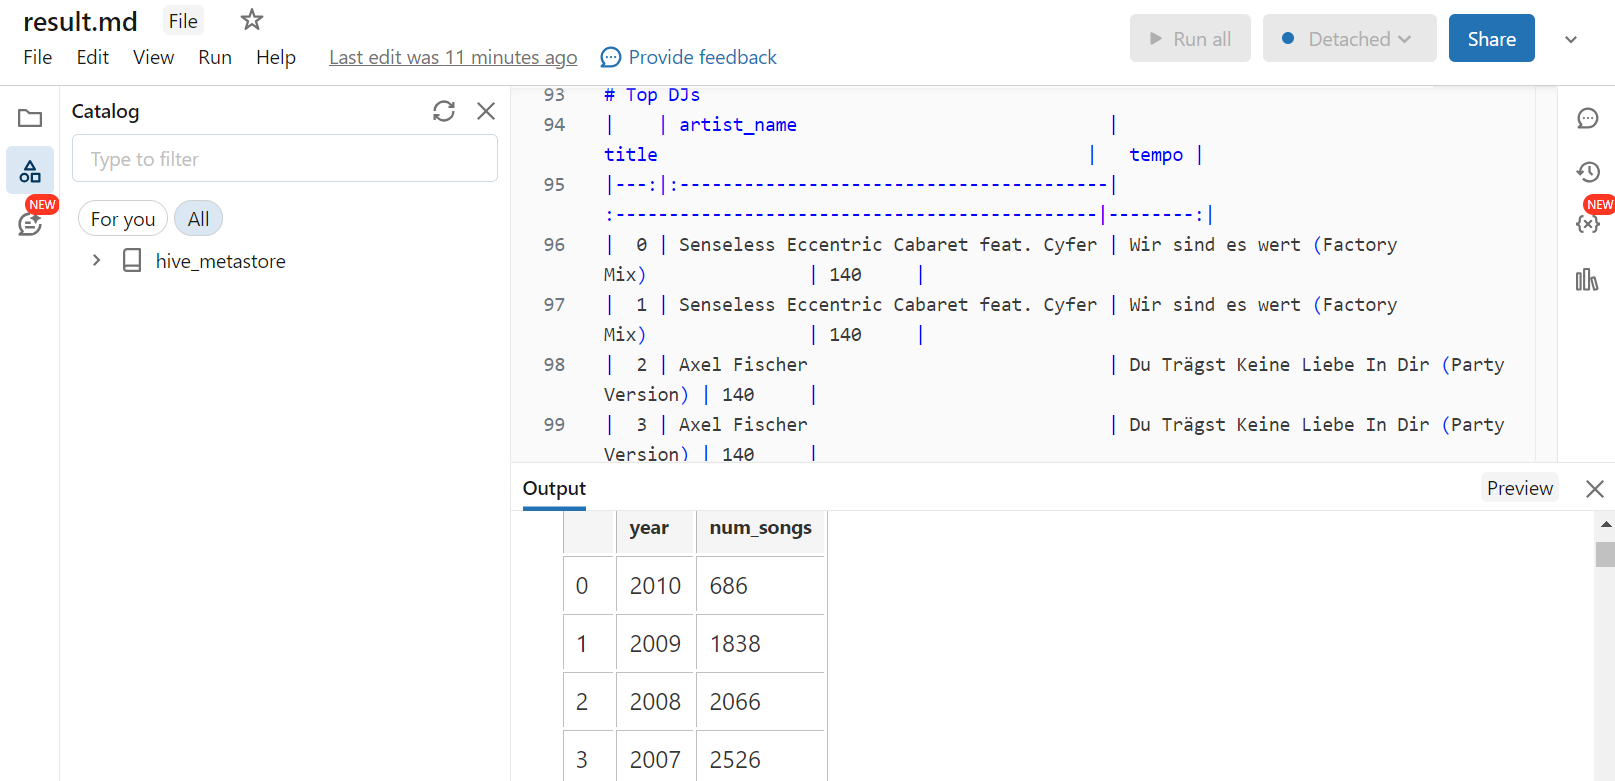 result.md File
File Edit View Run Help Last edit was 11 minutes ago Provide feedback
Run all Detached Share
Catalog
Type to filter
For you All
NEW
hive_metastore
93 # Top DJs
94 |    | artist_name                             |
title                                        |   tempo |
95 |---:|:----------------------------------------|
:---------------------------------------------|--------:|
96 |  0 | Senseless Eccentric Cabaret feat. Cyfer | Wir sind es wert (Factory
Mix)               | 140     |
97 |  1 | Senseless Eccentric Cabaret feat. Cyfer | Wir sind es wert (Factory
Mix)               | 140     |
98 |  2 | Axel Fischer                            | Du Trägst Keine Liebe In Dir (Party
Version) | 140     |
99 |  3 | Axel Fischer                            | Du Trägst Keine Liebe In Dir (Party
Version) | 140     |
NEW
Output Preview
year num_songs
0 2010 686
1 2009 1838
2 2008 2066
3 2007 2526